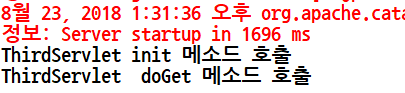 8월 23, 2018 1:31:36 오후 org.apache.cata
정보: Server startup in 1696 ms
ThirdServlet init 메소드 호출
ThirdServlet  doGet 메소드 호출